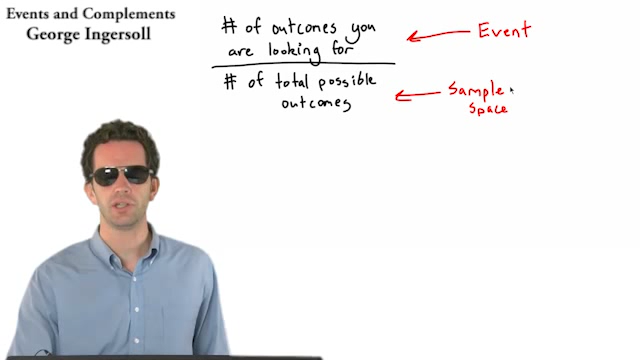 Events and Complements
George Ingersoll
# of outcomes you
are looking for
Event
# of total possible
outcomes
Sample
Space